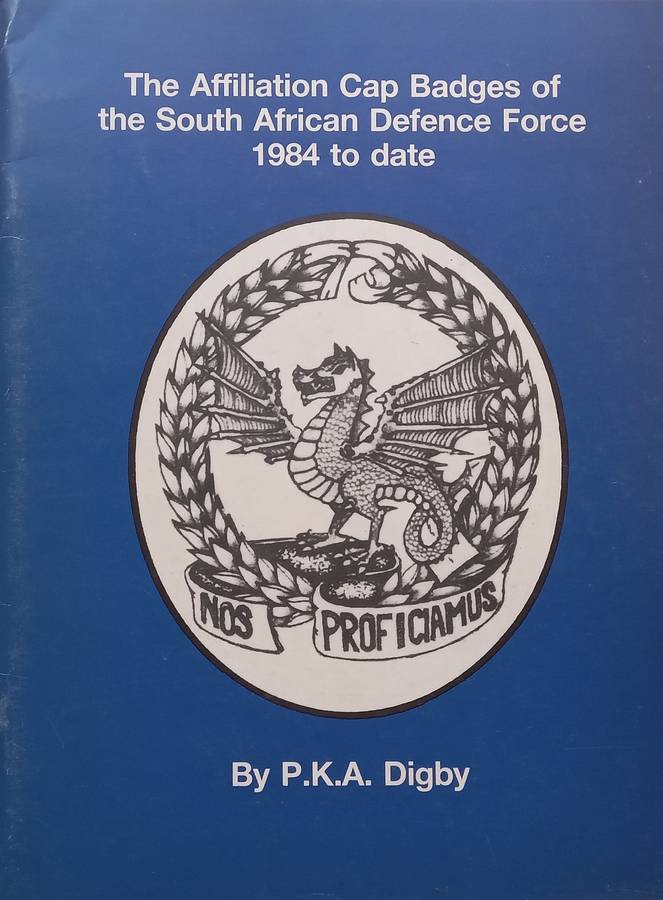 The Affiliation Cap Badges of
the South African Defence Force
1984 to date
NOS PROFICIAMUS
By P.K.A. Digby